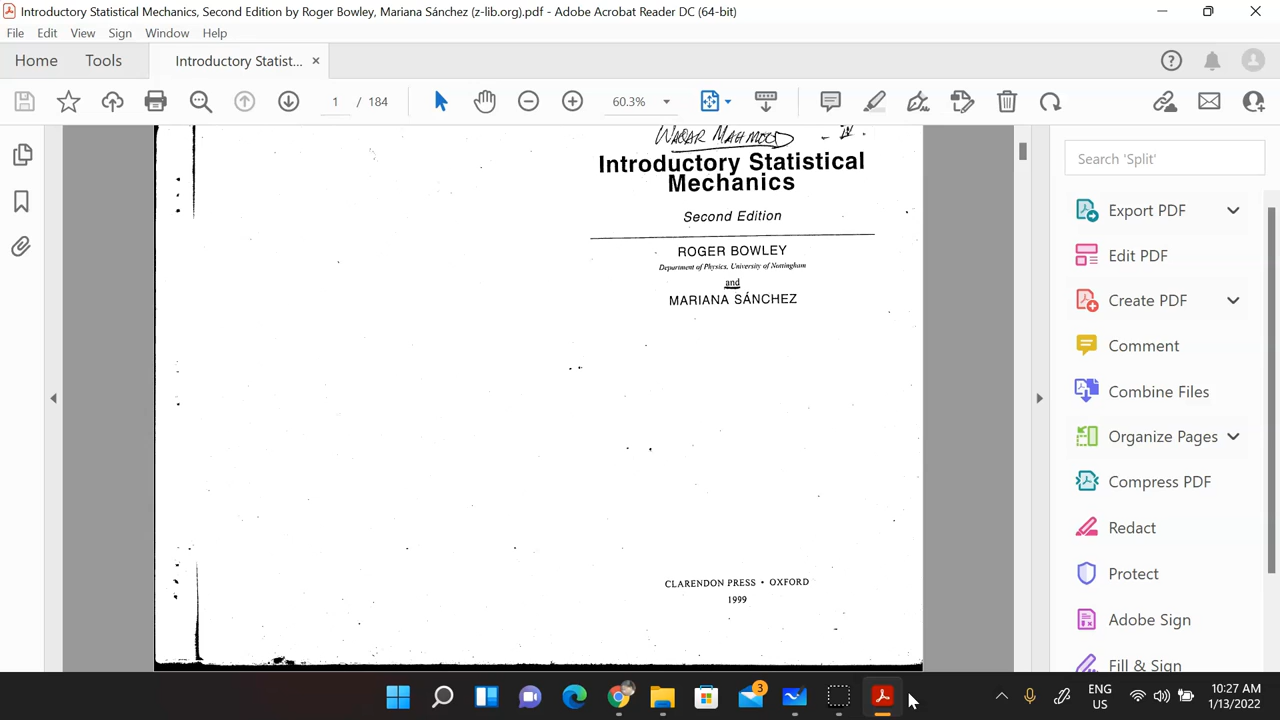 Introductory Statistical Mechanics, Second Edition by Roger Bowley, Mariana Sánchez (z-lib.org).pdf - Adobe Acrobat Reader DC (64-bit)
File Edit View Sign Window Help
Home Tools Introductory Statist... ×
1 / 184 60.3%
WAQAR MAHMOOD
Introductory Statistical
Mechanics
Second Edition
ROGER BOWLEY
Department of Physics, University of Nottingham
and
MARIANA SÁNCHEZ
CLARENDON PRESS • OXFORD
1999
Search 'Split'
Export PDF
Edit PDF
Create PDF
Comment
Combine Files
Organize Pages
Compress PDF
Redact
Protect
Adobe Sign
Fill & Sign
3
ENG
US
10:27 AM
1/13/2022